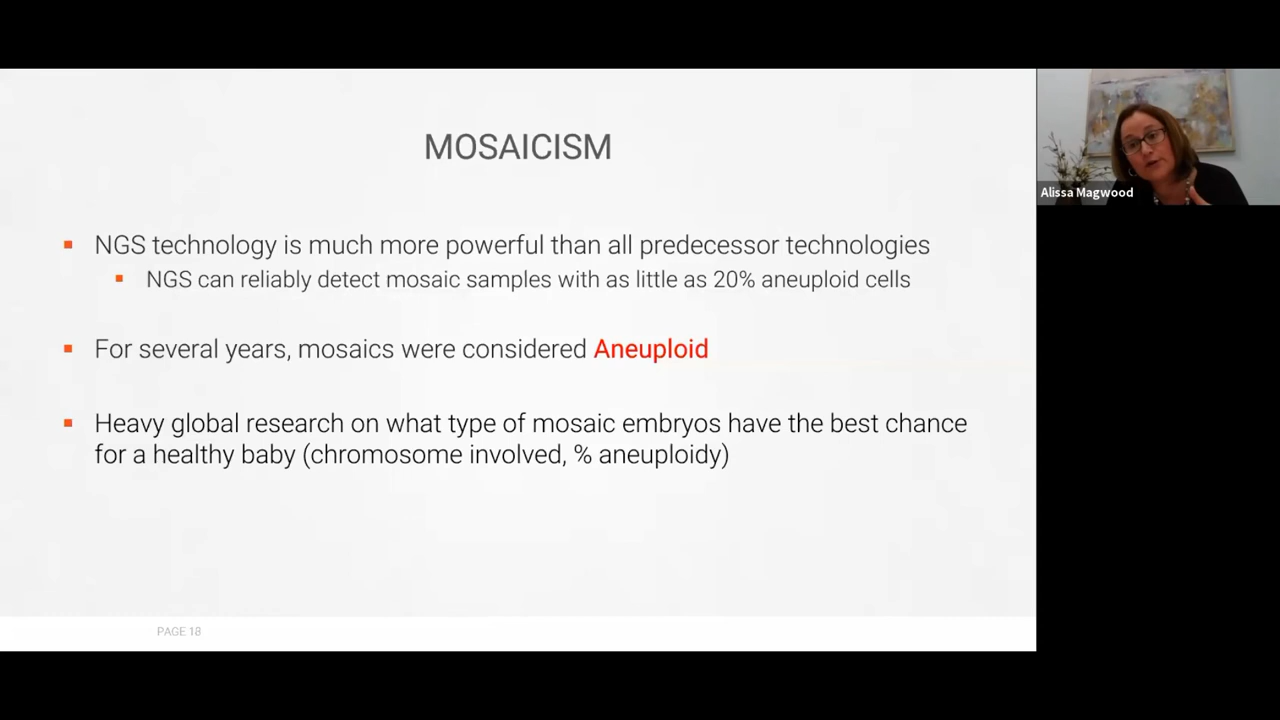 MOSAICISM
NGS technology is much more powerful than all predecessor technologies
NGS can reliably detect mosaic samples with as little as 20% aneuploid cells
For several years, mosaics were considered Aneuploid
Heavy global research on what type of mosaic embryos have the best chance
for a healthy baby (chromosome involved, % aneuploidy)
PAGE 18
Alissa Magwood